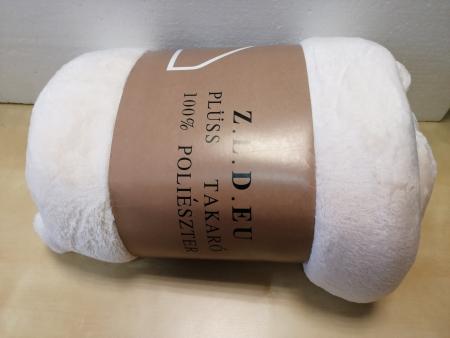 Z.L.D.EU
PLÜSS TAKARÓ
100% POLIÉSZTER